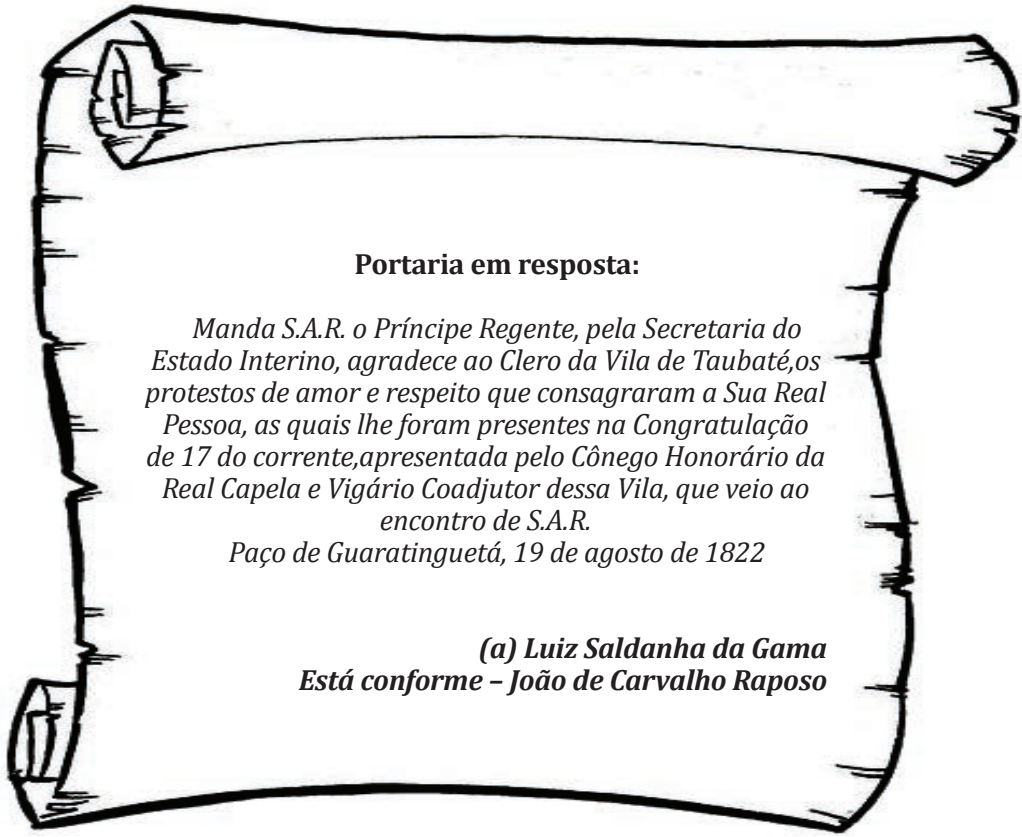 Portaria em resposta:
Manda S.A.R. o Príncipe Regente, pela Secretaria do
Estado Interino, agradece ao Clero da Vila de Taubaté,os
protestos de amor e respeito que consagraram a Sua Real
Pessoa, as quais lhe foram presentes na Congratulação
de 17 do corrente,apresentada pelo Cônego Honorário da
Real Capela e Vigário Coadjutor dessa Vila, que veio ao
encontro de S.A.R.
Paço de Guaratinguetá, 19 de agosto de 1822
(a) Luiz Saldanha da Gama
Está conforme – João de Carvalho Raposo